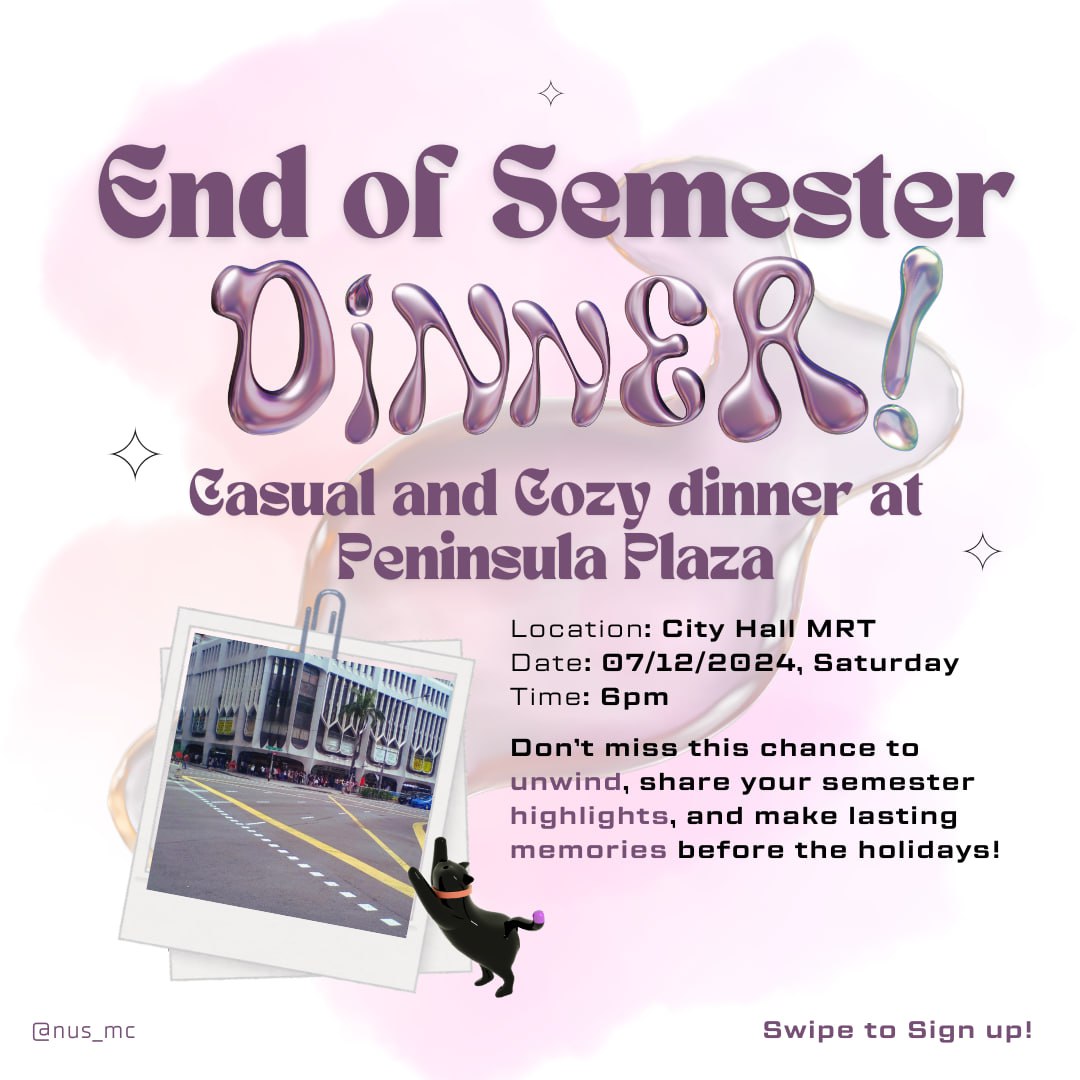 End of Semester
DiNNER!
Casual and Cozy dinner at
Peninsula Plaza
Location: City Hall MRT
Date: 07/12/2024, Saturday
Time: 6pm
Don't miss this chance to
unwind, share your semester
highlights, and make lasting
memories before the holidays!
@nus_mc
Swipe to Sign up!